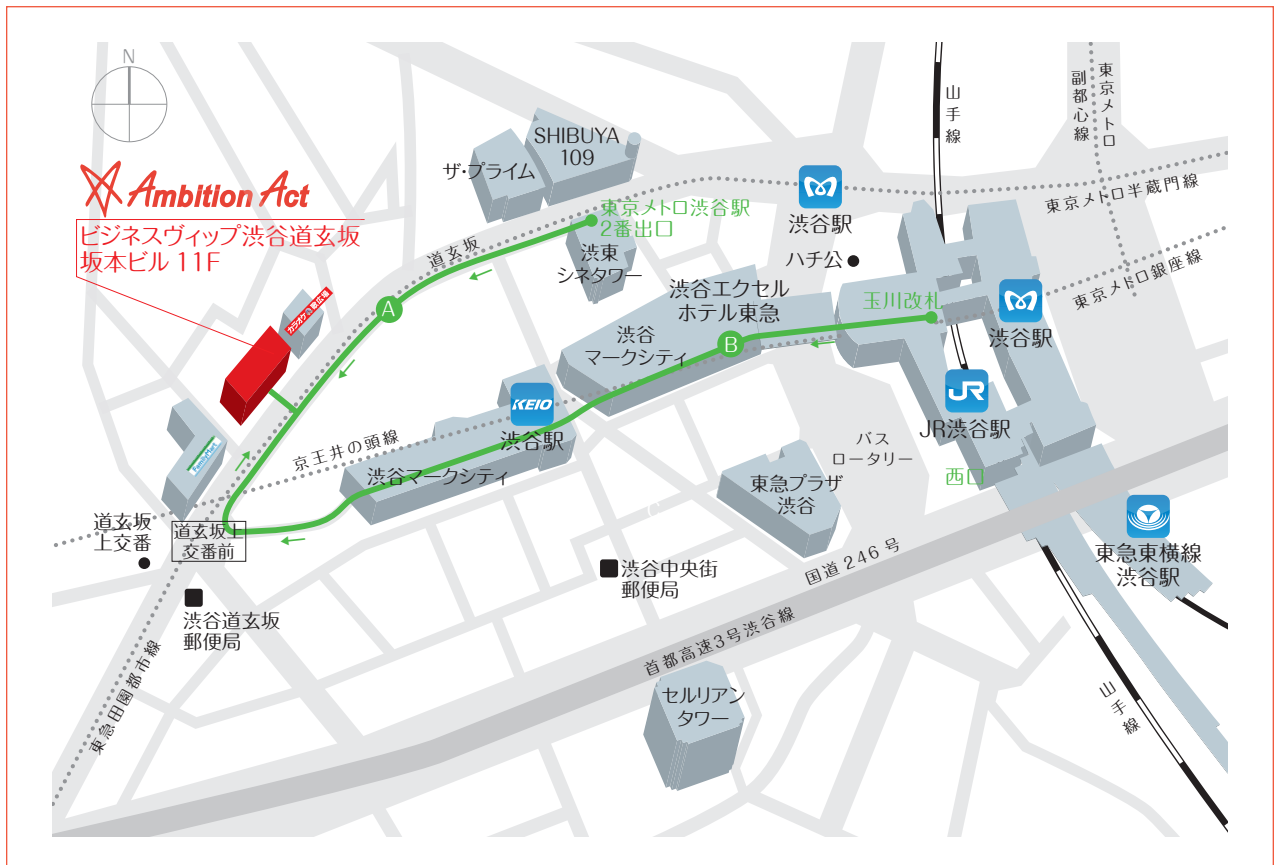 N
Ambition Act
ビジネスヴィップ渋谷道玄坂
坂本ビル 11F
SHIBUYA
109
ザ・プライム
東京メトロ渋谷駅
2番出口
渋東
シネタワー
道玄坂
A
渋谷駅
ハチ公
山手線
東京メトロ
副都心線
東京メトロ半蔵門線
東京メトロ銀座線
渋谷駅
渋谷エクセル
ホテル東急
渋谷
マークシティ
B
玉川改札
JR
JR渋谷駅
西口
バス
ロータリー
東急プラザ
渋谷
KEIO
渋谷駅
京王井の頭線
渋谷マークシティ
FamilyMart
道玄坂
上交番
道玄坂上
交番前
渋谷道玄坂
郵便局
渋谷中央街
郵便局
国道 246 号
首都高速3号渋谷線
東急東横線
渋谷駅
セルリアン
タワー
山手線
東急田園都市線